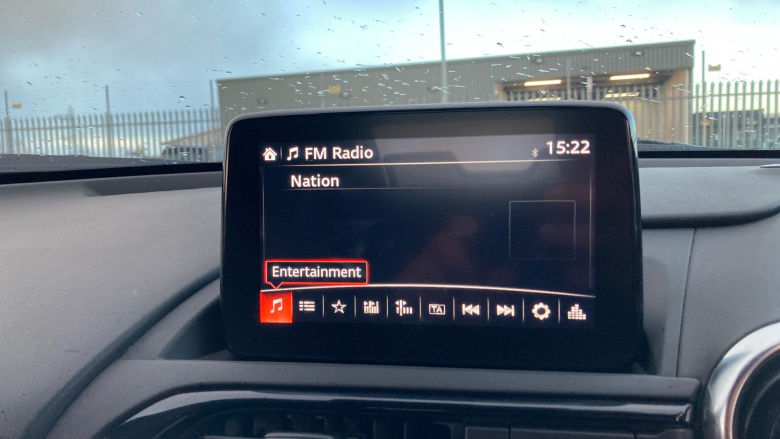 FM Radio 15:22
Nation
Entertainment
TA